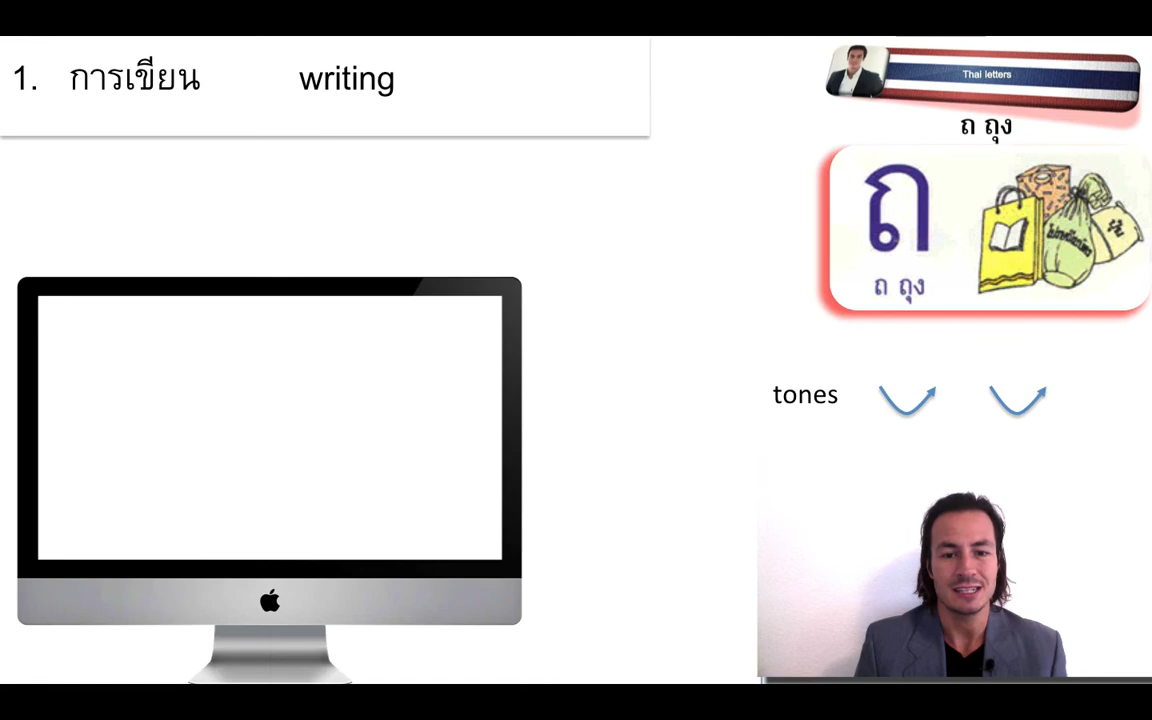 1. การเขียน writing
Thai letters
ถ ถุง
ถ
ถ ถุง
tones